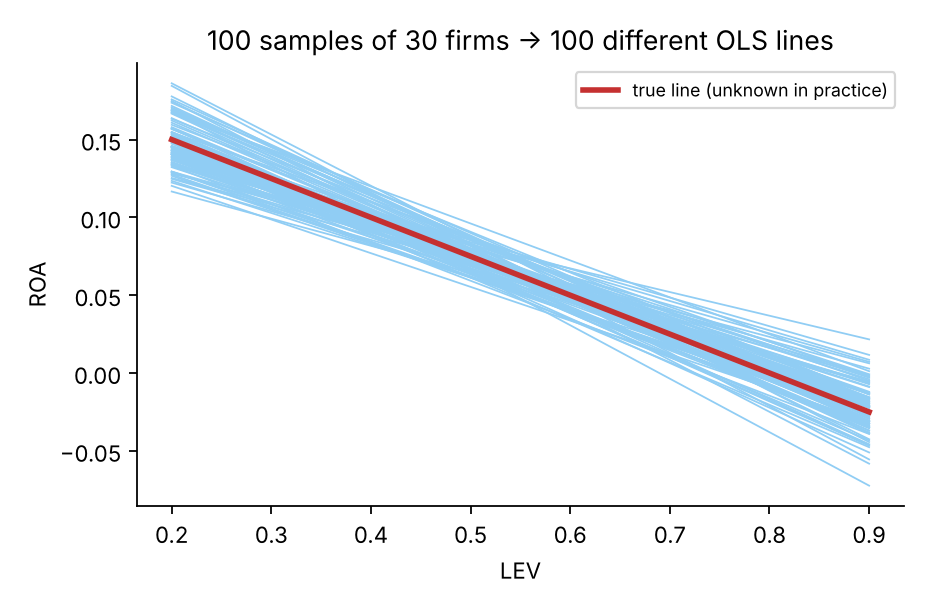 100 samples of 30 firms → 100 different OLS lines
true line (unknown in practice)
0.15
0.10
0.05
0.00
−0.05
ROA
0.2 0.3 0.4 0.5 0.6 0.7 0.8 0.9
LEV